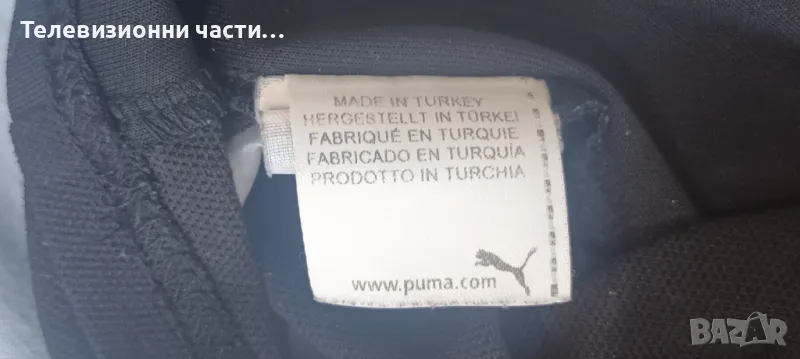 Телевизионни части...
MADE IN TURKEY
HERGESTELLT IN TÜRKEI
FABRIQUÉ EN TURQUIE
FABRICADO EN TURQUÍA
PRODOTTO IN TURCHIA
www.puma.com
BAZAR